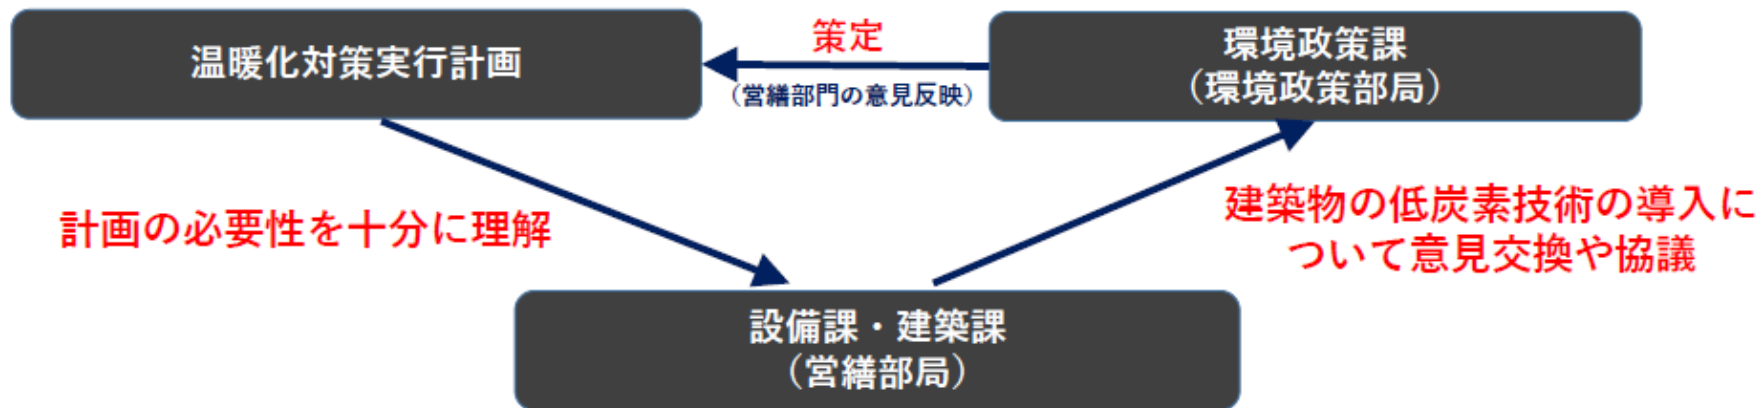 温暖化対策実行計画
策定
（営繕部門の意見反映）
環境政策課
（環境政策部局）
計画の必要性を十分に理解
建築物の低炭素技術の導入に
ついて意見交換や協議
設備課・建築課
（営繕部局）